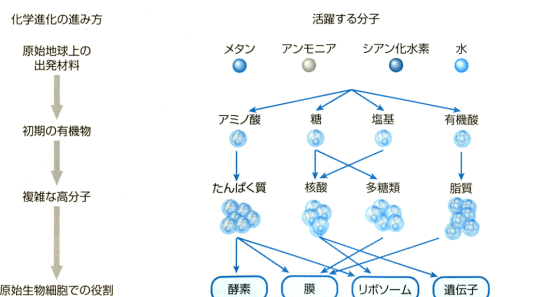 化学進化の進み方
活躍する分子
原始地球上の
出発材料
メタン
アンモニア
シアン化水素
水
初期の有機物
アミノ酸
糖
塩基
有機酸
複雑な高分子
たんぱく質
核酸
多糖類
脂質
原始生物細胞での役割
酵素
膜
リボソーム
遺伝子